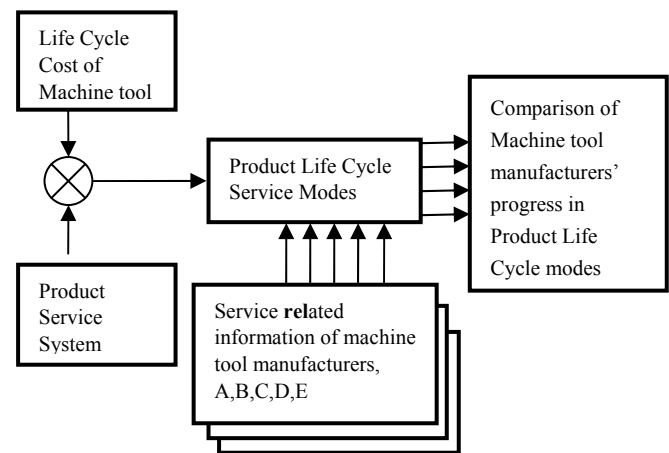 Life Cycle
Cost of
Machine tool
Product Life Cycle
Service Modes
Comparison of
Machine tool
manufacturers’
progress in
Product Life
Cycle modes
Product
Service
System
Service related
information of machine
tool manufacturers,
A,B,C,D,E